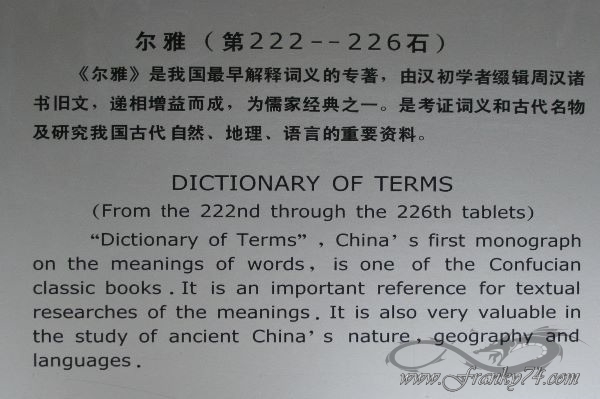 尔雅（第222--226石）
《尔雅》是我国最早解释词义的专著，由汉初学者缀辑周汉诸
书旧文，递相增益而成，为儒家经典之一。是考证词义和古代名物
及研究我国古代自然、地理、语言的重要资料。
DICTIONARY OF TERMS
(From the 222nd through the 226th tablets)
“Dictionary of Terms”, China's first monograph
on the meanings of words, is one of the Confucian
classic books. It is an important reference for textual
researches of the meanings. It is also very valuable in
the study of ancient China's nature, geography and
languages.
www.Franky74.com